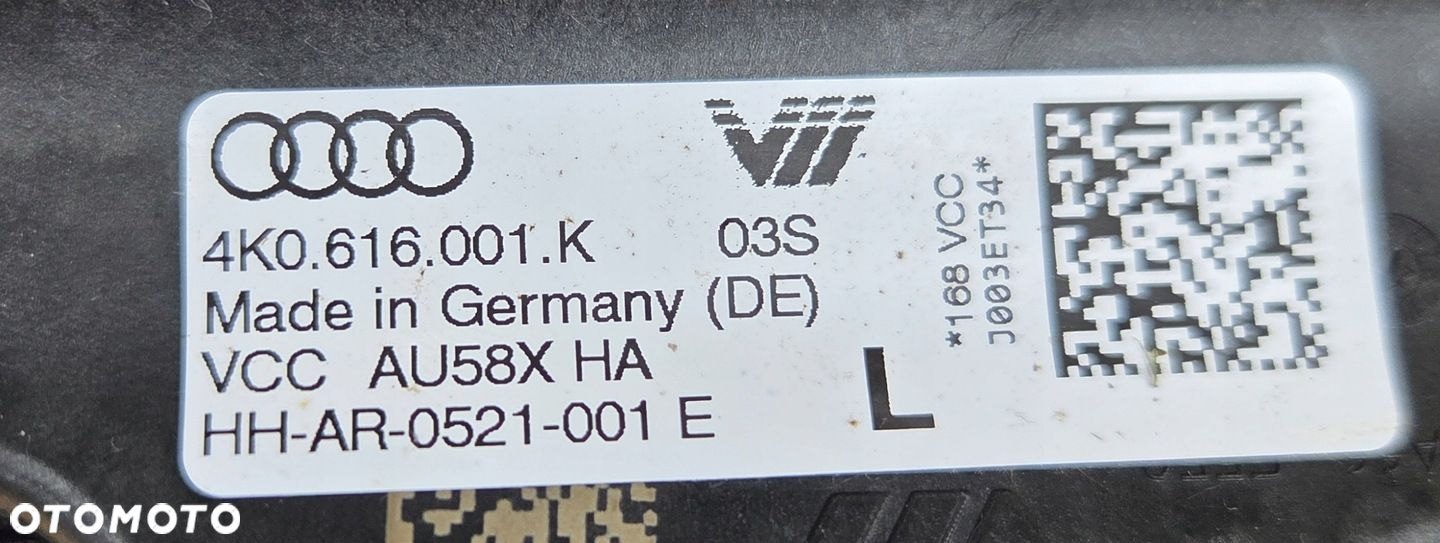 4K0.616.001.K 03S
Made in Germany (DE)
VCC AU58X HA
HH-AR-0521-001 E
L
*168 VCC
J003ET34*
OTOMOTO